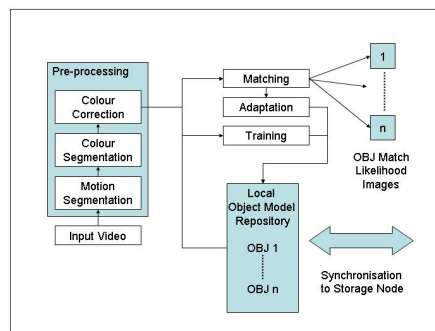 Pre-processing
Colour
Correction
Colour
Segmentation
Motion
Segmentation
Input Video
Matching
Adaptation
Training
1
n
OBJ Match
Likelihood
Images
Local
Object Model
Repository
OBJ 1
OBJ n
Synchronisation
to Storage Node